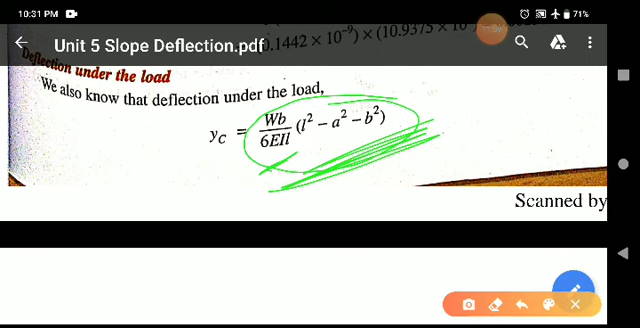 10:31 PM
71%
Unit 5 Slope Deflection.pdf
0.1442 × 10⁻⁹) × (10.9375 × 10
Deflection under the load
We also know that deflection under the load,
y_C = Wb/6EIl (l² – a² – b²)
Scanned by